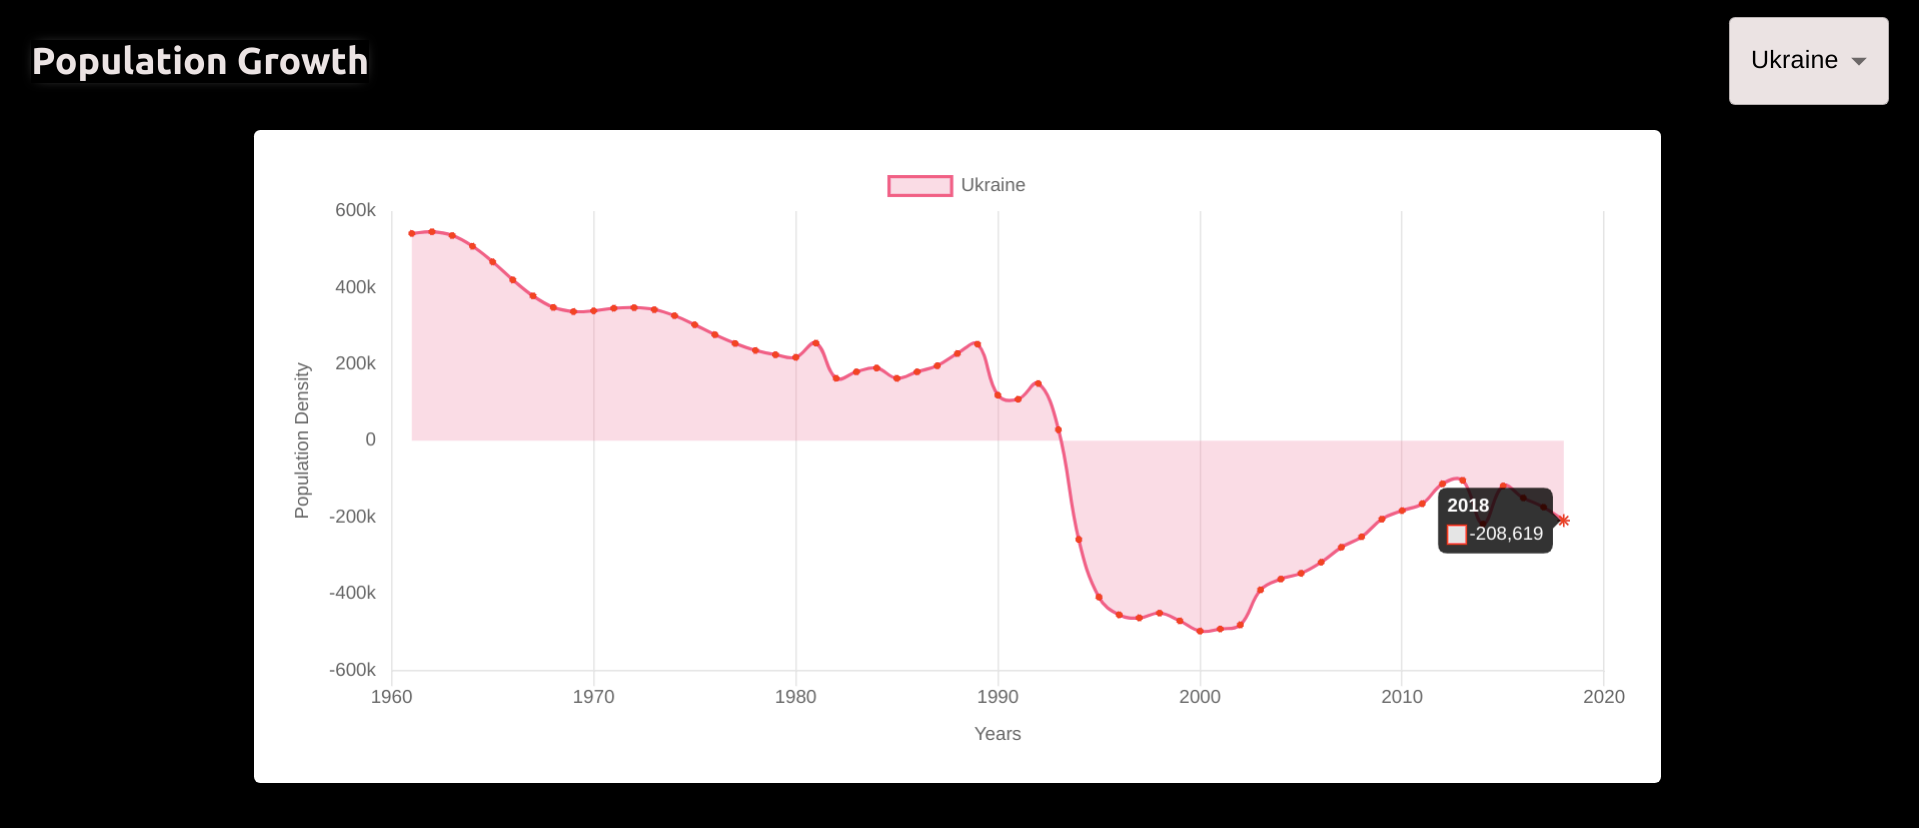 Population Growth
Ukraine
Ukraine
600k
400k
200k
0
-200k
-400k
-600k
Population Density
2018
-208,619
1960 1970 1980 1990 2000 2010 2020
Years